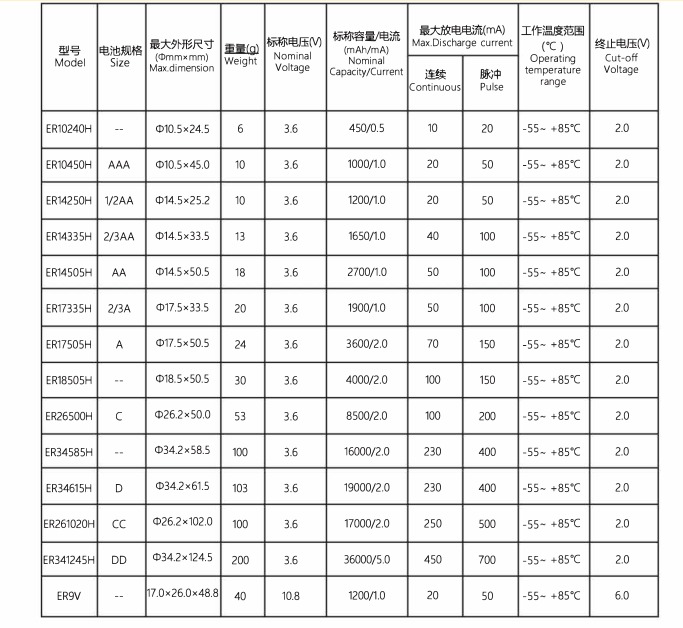 型号 电池规格 最大外形尺寸 重量(g) 标称电压(V) 标称容量/电流 最大放电电流(mA) 工作温度范围 终止电压(V)
Model Size (Φmm×mm) Weight Nominal (mAh/mA) Max.Discharge current (℃) Cut-off
Max.dimension Voltage Nominal 连续 脉冲 Operating Voltage
Capacity/Current Continuous Pulse temperature
range
ER10240H -- Φ10.5×24.5 6 3.6 450/0.5 10 20 -55~ +85℃ 2.0
ER10450H AAA Φ10.5×45.0 10 3.6 1000/1.0 20 50 -55~ +85℃ 2.0
ER14250H 1/2AA Φ14.5×25.2 10 3.6 1200/1.0 20 50 -55~ +85℃ 2.0
ER14335H 2/3AA Φ14.5×33.5 13 3.6 1650/1.0 40 100 -55~ +85℃ 2.0
ER14505H AA Φ14.5×50.5 18 3.6 2700/1.0 50 100 -55~ +85℃ 2.0
ER17335H 2/3A Φ17.5×33.5 20 3.6 1900/1.0 50 100 -55~ +85℃ 2.0
ER17505H A Φ17.5×50.5 24 3.6 3600/2.0 70 150 -55~ +85℃ 2.0
ER18505H -- Φ18.5×50.5 30 3.6 4000/2.0 100 150 -55~ +85℃ 2.0
ER26500H C Φ26.2×50.0 53 3.6 8500/2.0 100 200 -55~ +85℃ 2.0
ER34585H -- Φ34.2×58.5 100 3.6 16000/2.0 230 400 -55~ +85℃ 2.0
ER34615H D Φ34.2×61.5 103 3.6 19000/2.0 230 400 -55~ +85℃ 2.0
ER261020H CC Φ26.2×102.0 100 3.6 17000/2.0 250 500 -55~ +85℃ 2.0
ER341245H DD Φ34.2×124.5 200 3.6 36000/5.0 450 700 -55~ +85℃ 2.0
ER9V -- 17.0×26.0×48.8 40 10.8 1200/1.0 20 50 -55~ +85℃ 6.0